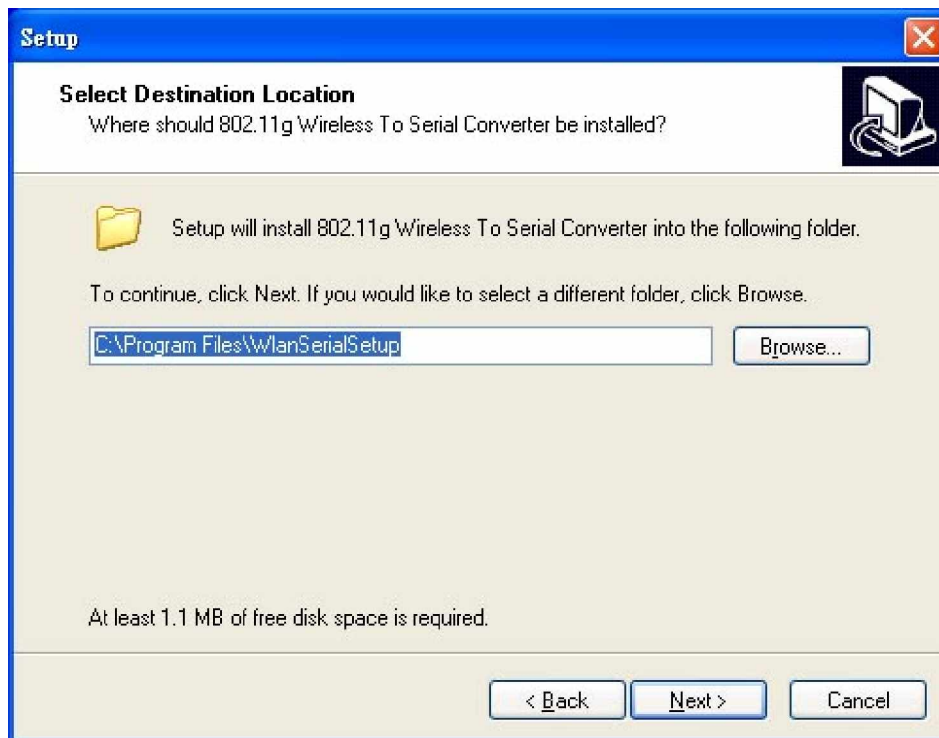 Setup
Select Destination Location
Where should 802.11g Wireless To Serial Converter be installed?
Setup will install 802.11g Wireless To Serial Converter into the following folder.
To continue, click Next. If you would like to select a different folder, click Browse.
C:\Program Files\WlanSerialSetup
Browse...
At least 1.1 MB of free disk space is required.
< Back
Next >
Cancel